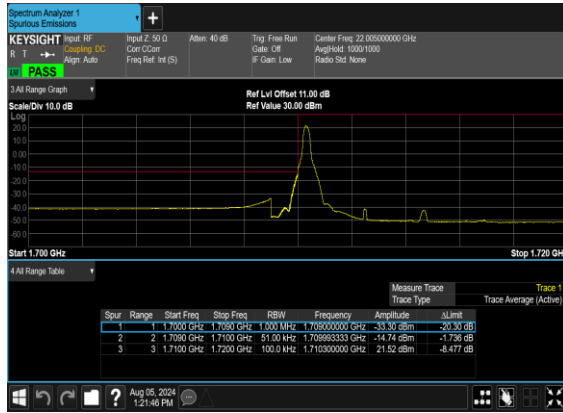 Spectrum Analyzer 1
Spurious Emissions
+
KEYSIGHT
R T
PASS
Input: RF
Coupling: DC
Align: Auto
Input Z: 50 Ω
Corr CCorr
Freq Ref: Int (S)
Atten: 40 dB
Trig: Free Run
Gate: Off
IF Gain: Low
Center Freq: 22.005000000 GHz
Avg|Hold: 1000/1000
Radio Std: None
3 All Range Graph
Scale/Div 10.0 dB
Ref Lvl Offset 11.00 dB
Ref Value 30.00 dBm
Log
20.0
10.0
0.00
-10.0
-20.0
-30.0
-40.0
-50.0
-60.0
Start 1.700 GHz
Stop 1.720 GH
4 All Range Table
Measure Trace Trace 1
Trace Type Trace Average (Active)
Spur Range Start Freq Stop Freq RBW Frequency Amplitude ΔLimit
1 1 1.7000 GHz 1.7090 GHz 1.000 MHz 1.709000000 GHz -33.30 dBm -20.30 dB
2 2 1.7090 GHz 1.7100 GHz 51.00 kHz 1.709993333 GHz -14.74 dBm -1.736 dB
3 3 1.7100 GHz 1.7200 GHz 100.0 kHz 1.710300000 GHz 21.52 dBm -8.477 dB
?
Aug 05, 2024
1:21:46 PM